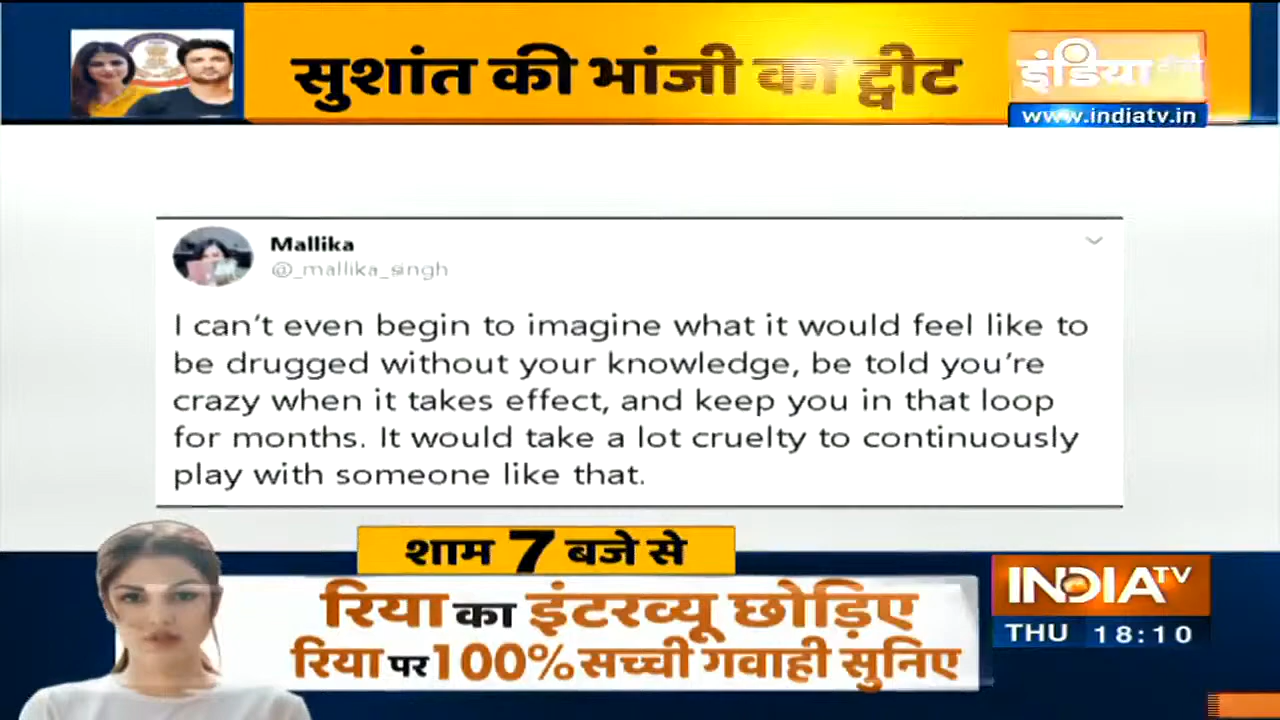 सुशांत की भांजी का ट्वीट
इंडिया टीवी
www.indiatv.in
Mallika
@_mallika_singh
I can't even begin to imagine what it would feel like to
be drugged without your knowledge, be told you're
crazy when it takes effect, and keep you in that loop
for months. It would take a lot cruelty to continuously
play with someone like that.
शाम 7 बजे से
रिया का इंटरव्यू छोड़िए
रिया पर 100% सच्ची गवाही सुनिए
INDIA TV
THU 18:10